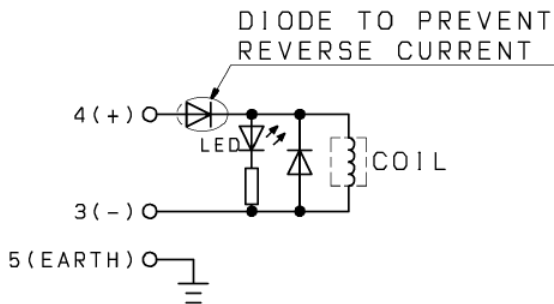 DIODE TO PREVENT
REVERSE CURRENT
4(+)
LED
COIL
3(-)
5(EARTH)